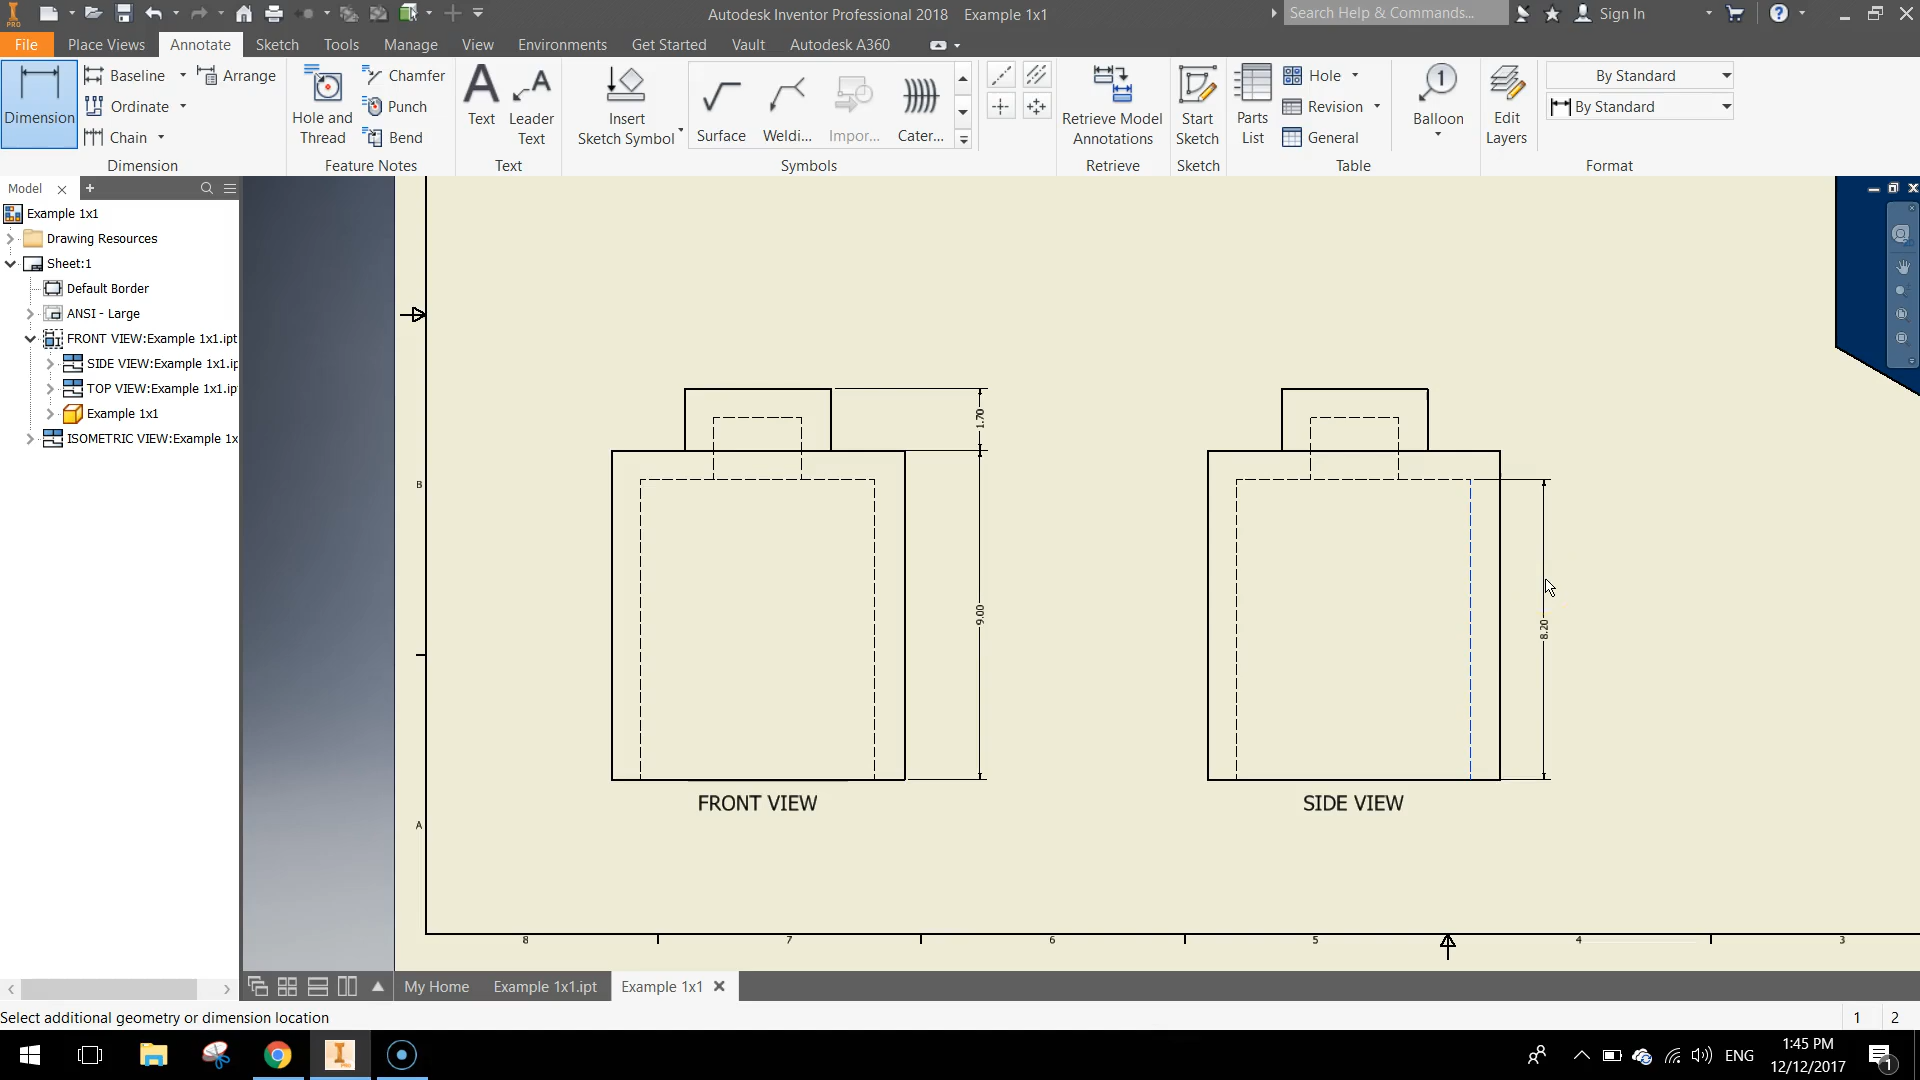 PRO
Autodesk Inventor Professional 2018 Example 1x1
Search Help & Commands...
Sign In
File Place Views Annotate Sketch Tools Manage View Environments Get Started Vault Autodesk A360
Dimension
Baseline
Arrange
Ordinate
Chain
Dimension
Hole and Thread
Chamfer
Punch
Bend
Feature Notes
Text
Leader Text
Text
Insert Sketch Symbol
Surface
Weldi...
Impor...
Cater...
Symbols
Retrieve Model Annotations
Retrieve
Start Sketch
Sketch
Parts List
Hole
Revision
General
Table
1
Balloon
Edit Layers
By Standard
By Standard
Format
Model
Example 1x1
Drawing Resources
Sheet:1
Default Border
ANSI - Large
FRONT VIEW:Example 1x1.ipt
SIDE VIEW:Example 1x1.ip
TOP VIEW:Example 1x1.ip
Example 1x1
ISOMETRIC VIEW:Example 1x
B
A
1.70
9.00
8.20
FRONT VIEW
SIDE VIEW
8 7 6 5 4 3
My Home Example 1x1.ipt Example 1x1
Select additional geometry or dimension location
1 2
ENG
1:45 PM
12/12/2017
1